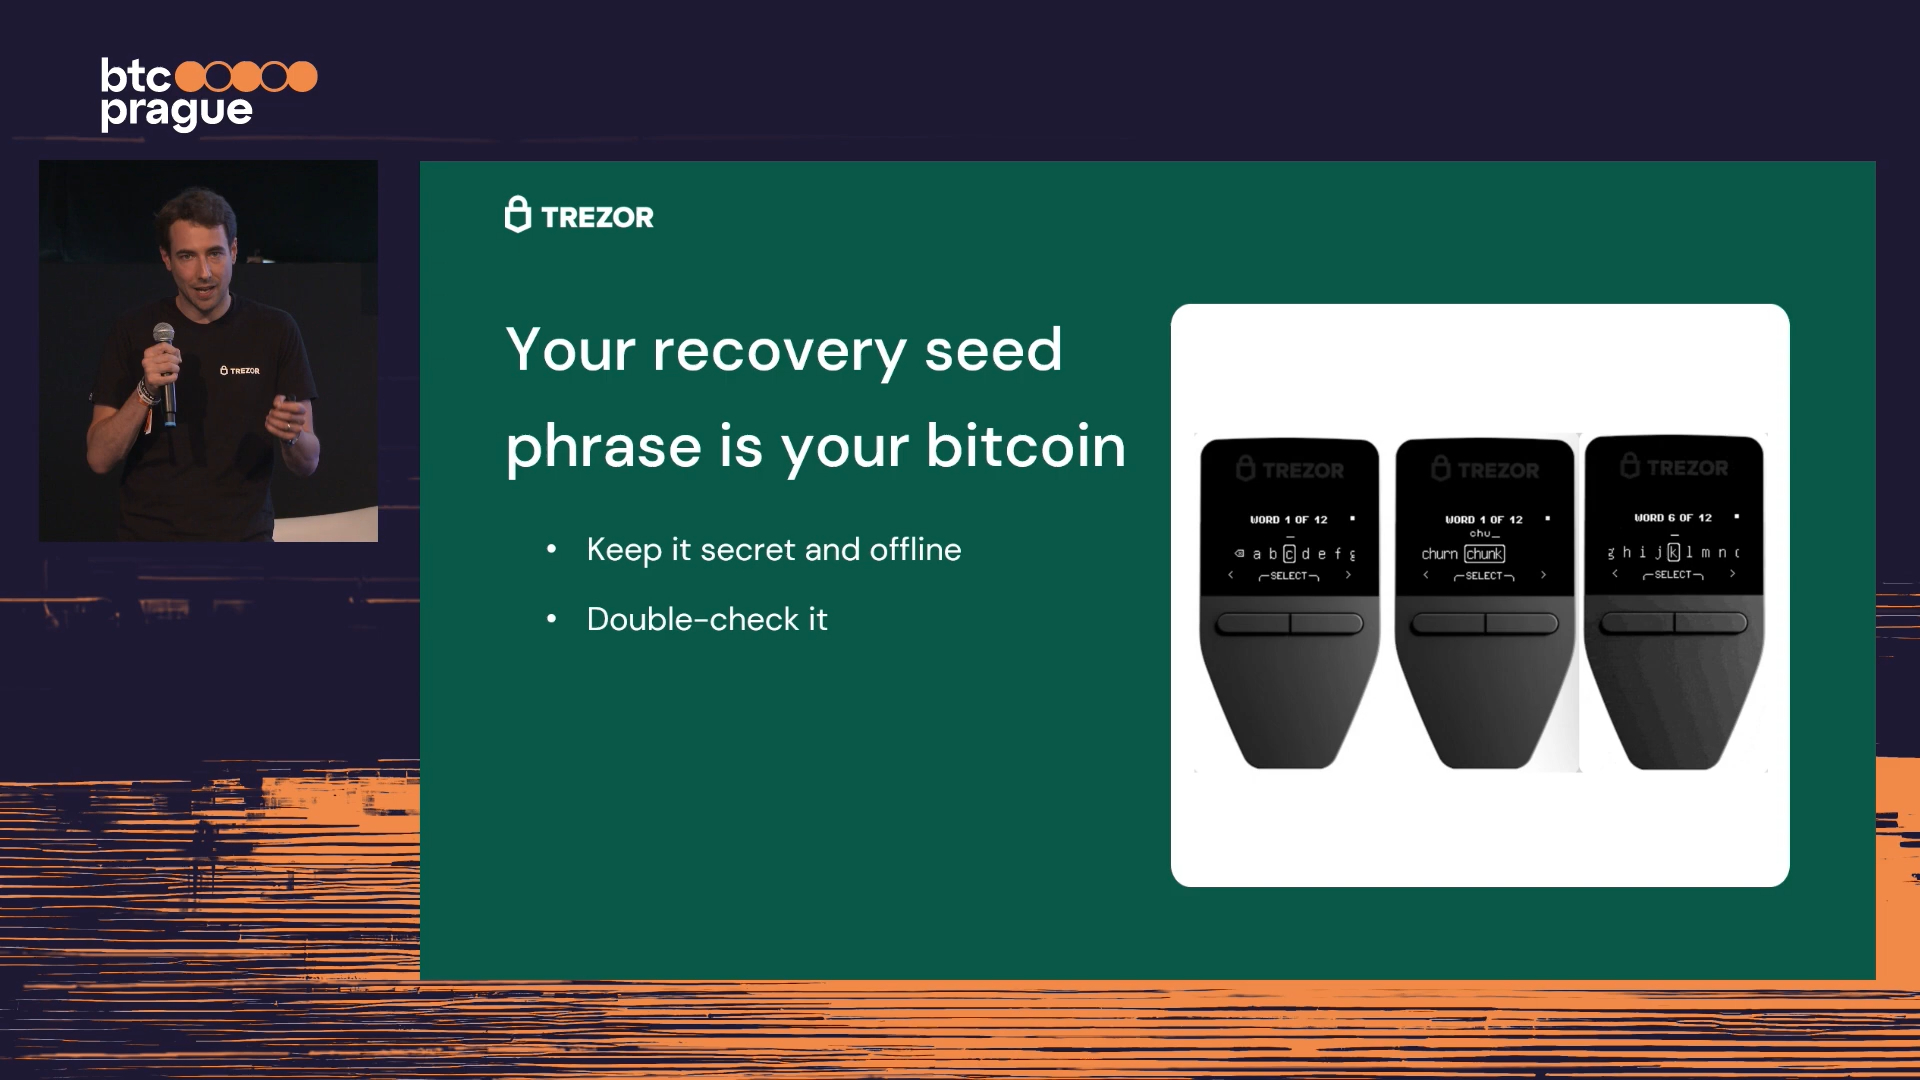 btc
prague
TREZOR
TREZOR
Your recovery seed
phrase is your bitcoin
• Keep it secret and offline
• Double-check it
TREZOR
WORD 1 OF 12
a b c d e f g
< SELECT >
TREZOR
WORD 1 OF 12
chu_
churn chunk
< SELECT >
TREZOR
WORD 6 OF 12
g h i j k l m n
< SELECT >